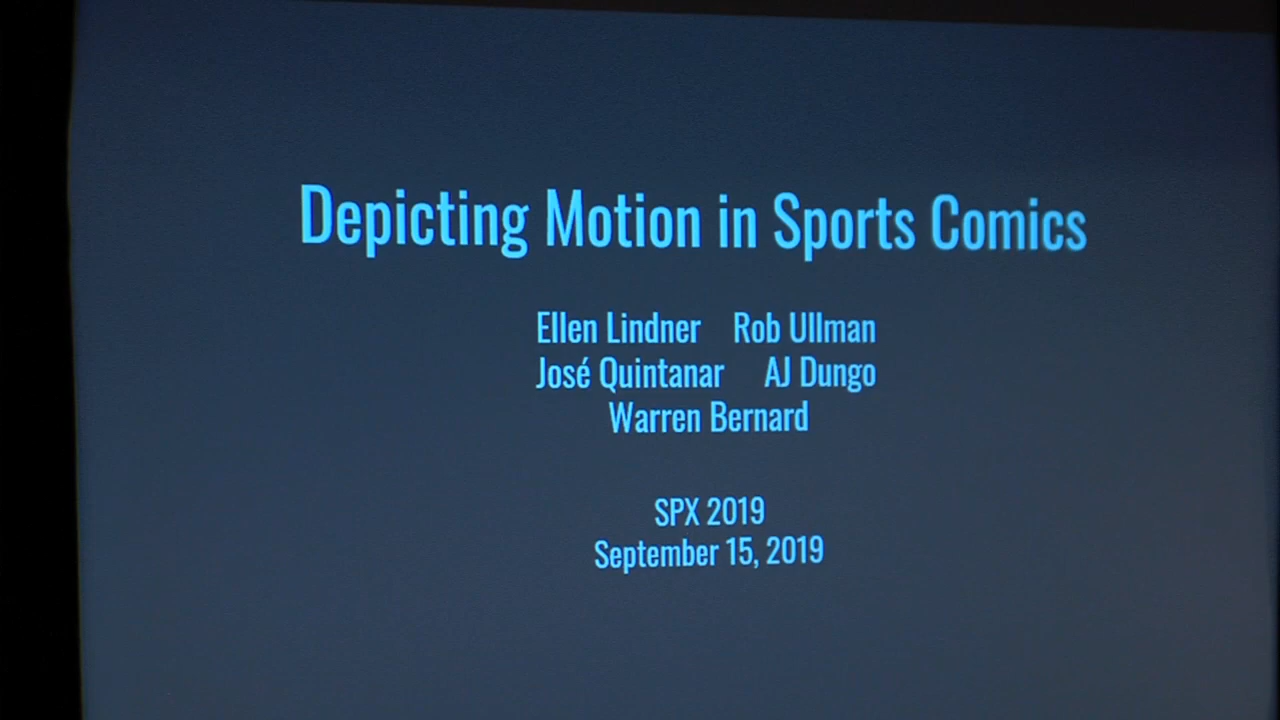 Depicting Motion in Sports Comics
Ellen Lindner Rob Ullman
José Quintanar AJ Dungo
Warren Bernard
SPX 2019
September 15, 2019